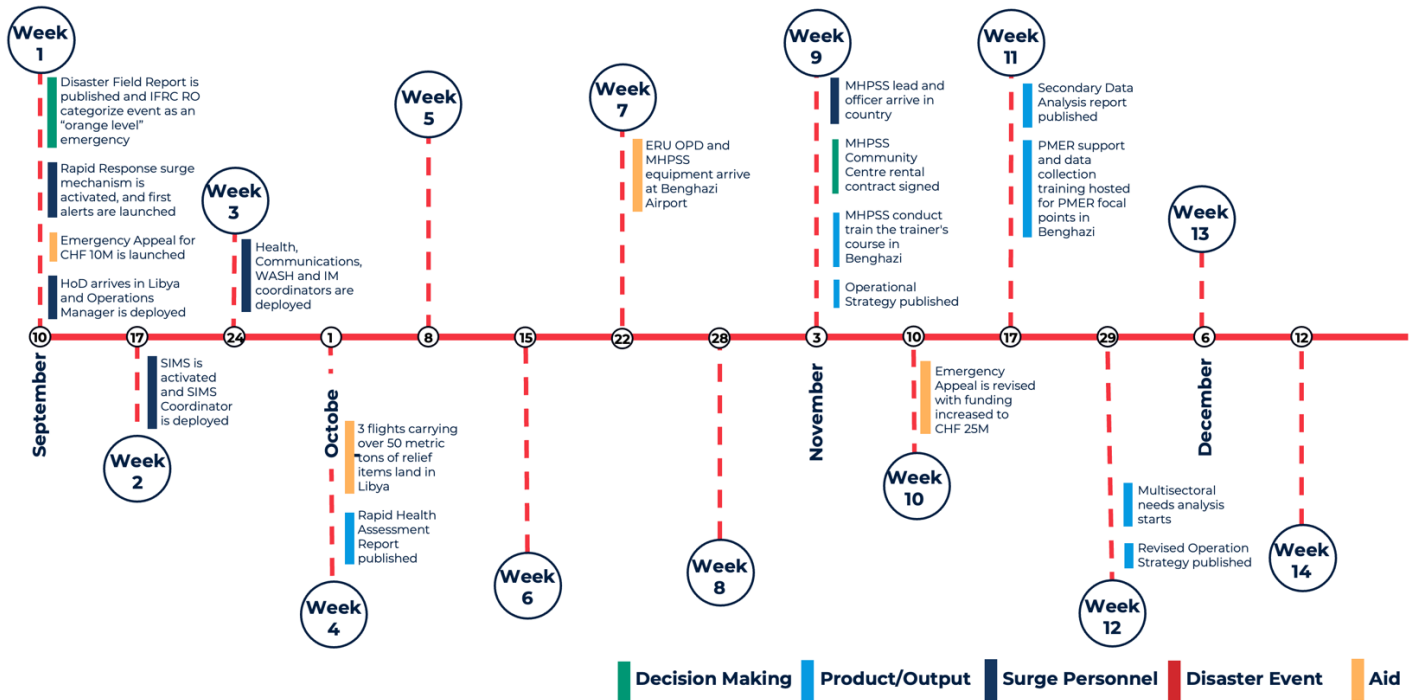 Week
1
Disaster Field Report is
published and IFRC RO
categorize event as an
“orange level”
emergency
Rapid Response surge
mechanism is
activated, and first
alerts are launched
Emergency Appeal for
CHF 10M is launched
HoD arrives in Libya
and Operations
Manager is deployed
Week
3
Health,
Communications,
WASH and IM
coordinators are
deployed
Week
5
Week
7
ERU OPD and
MHPSS
equipment arrive
at Benghazi
Airport
Week
9
MHPSS lead and
officer arrive in
country
MHPSS
Community
Centre rental
contract signed
MHPSS conduct
train the trainer's
course in
Benghazi
Operational
Strategy published
Week
11
Secondary Data
Analysis report
published
PMER support
and data
collection
training hosted
for PMER focal
points in
Benghazi
Week
13
10
17
24
1
8
15
22
28
3
10
17
29
6
12
September
SIMS is
activated
and SIMS
Coordinator
is deployed
Week
2
Octobe
3 flights carrying
over 50 metric
tons of relief
items land in
Libya
Rapid Health
Assessment
Report
published
Week
4
Week
6
Week
8
November
Emergency
Appeal is revised
with funding
increased to
CHF 25M
Week
10
Multisectoral
needs analysis
starts
Revised Operation
Strategy published
Week
12
December
Week
14
Decision Making
Product/Output
Surge Personnel
Disaster Event
Aid